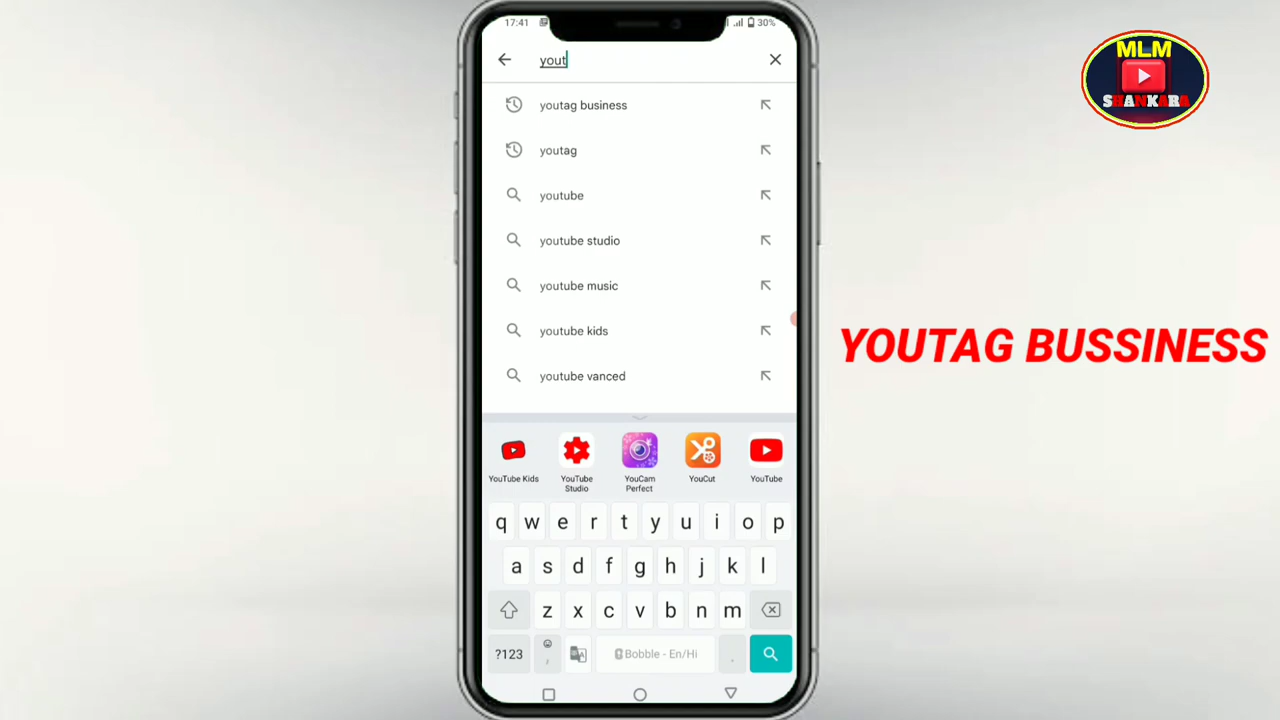 17:41
30%
yout
youtag business
youtag
youtube
youtube studio
youtube music
youtube kids
youtube vanced
YouTube Kids
YouTube Studio
YouCam Perfect
YouCut
YouTube
q w e r t y u i o p
a s d f g h j k l
z x c v b n m
?123 , Bobble - En/Hi .
MLM
SHANKARA
YOUTAG BUSSINESS